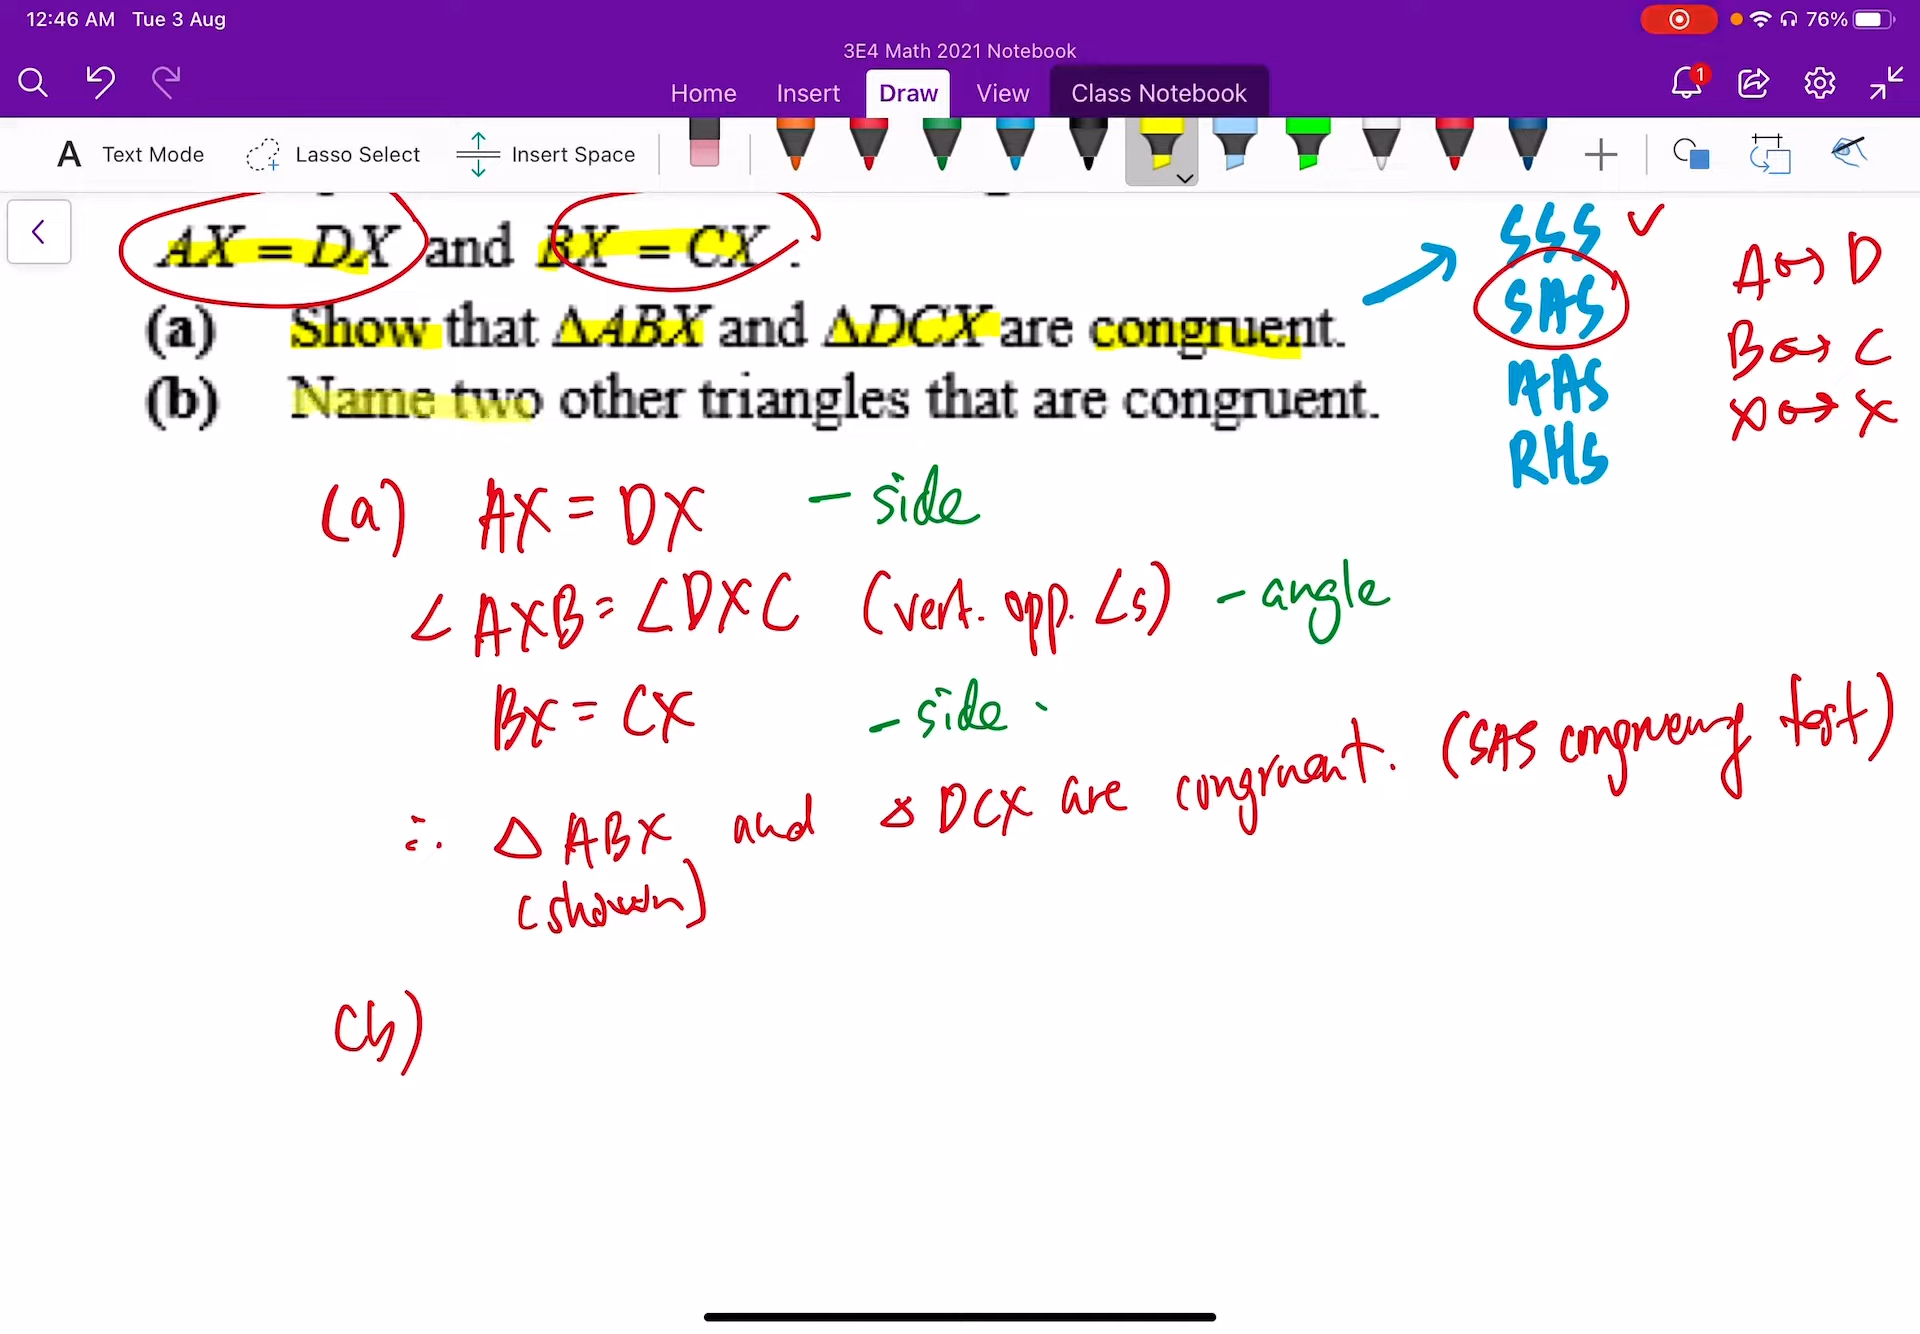 12:46 AM Tue 3 Aug
76%
3E4 Math 2021 Notebook
1
Home Insert Draw View Class Notebook
A Text Mode Lasso Select Insert Space
AX = DX and BX = CX.
(a) Show that ΔABX and ΔDCX are congruent.
(b) Name two other triangles that are congruent.
SSS ✓
SAS
AAS
RHS
A↔D
B↔C
X↔X
(a) AX = DX - side
∠AXB = ∠DXC (vert. opp. ∠s) - angle
BX = CX - side
∴ Δ ABX and Δ DCX are congruent. (SAS congruency test)
(shown)
(b)